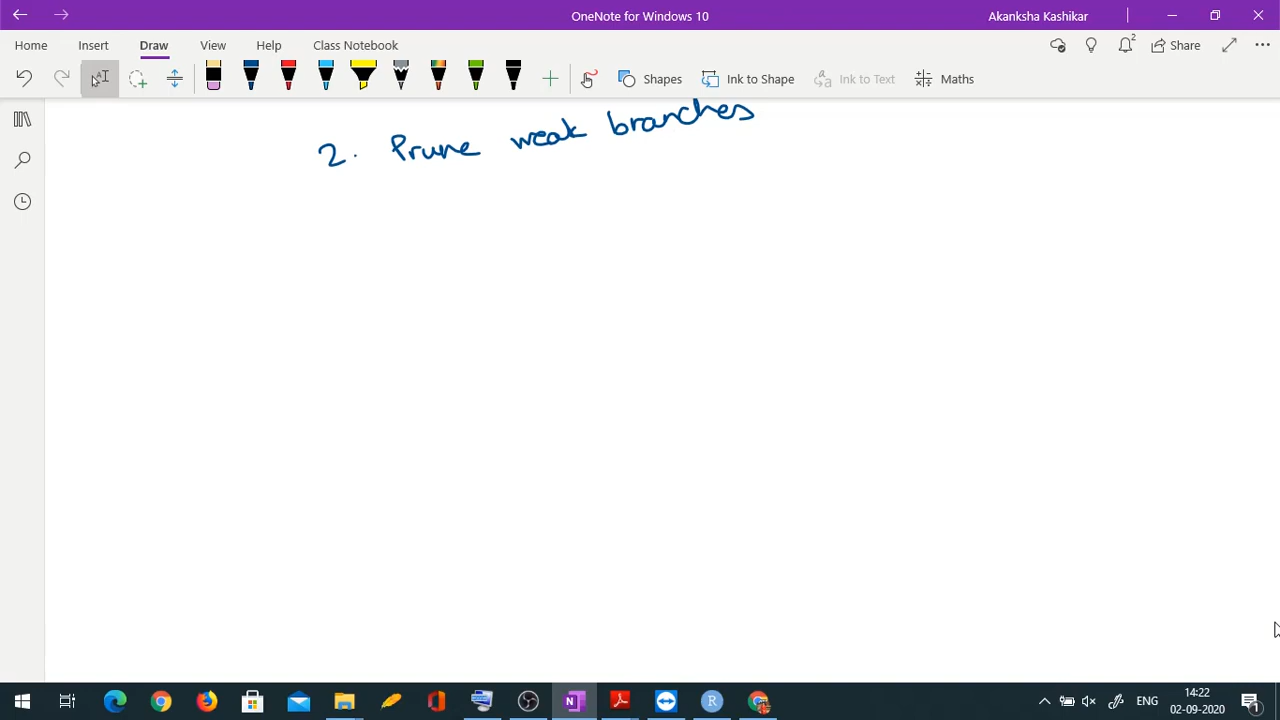 OneNote for Windows 10
Akanksha Kashikar
Home Insert Draw View Help Class Notebook
Share
Shapes Ink to Shape Ink to Text Maths
2. Prune weak branches
ENG
14:22
02-09-2020